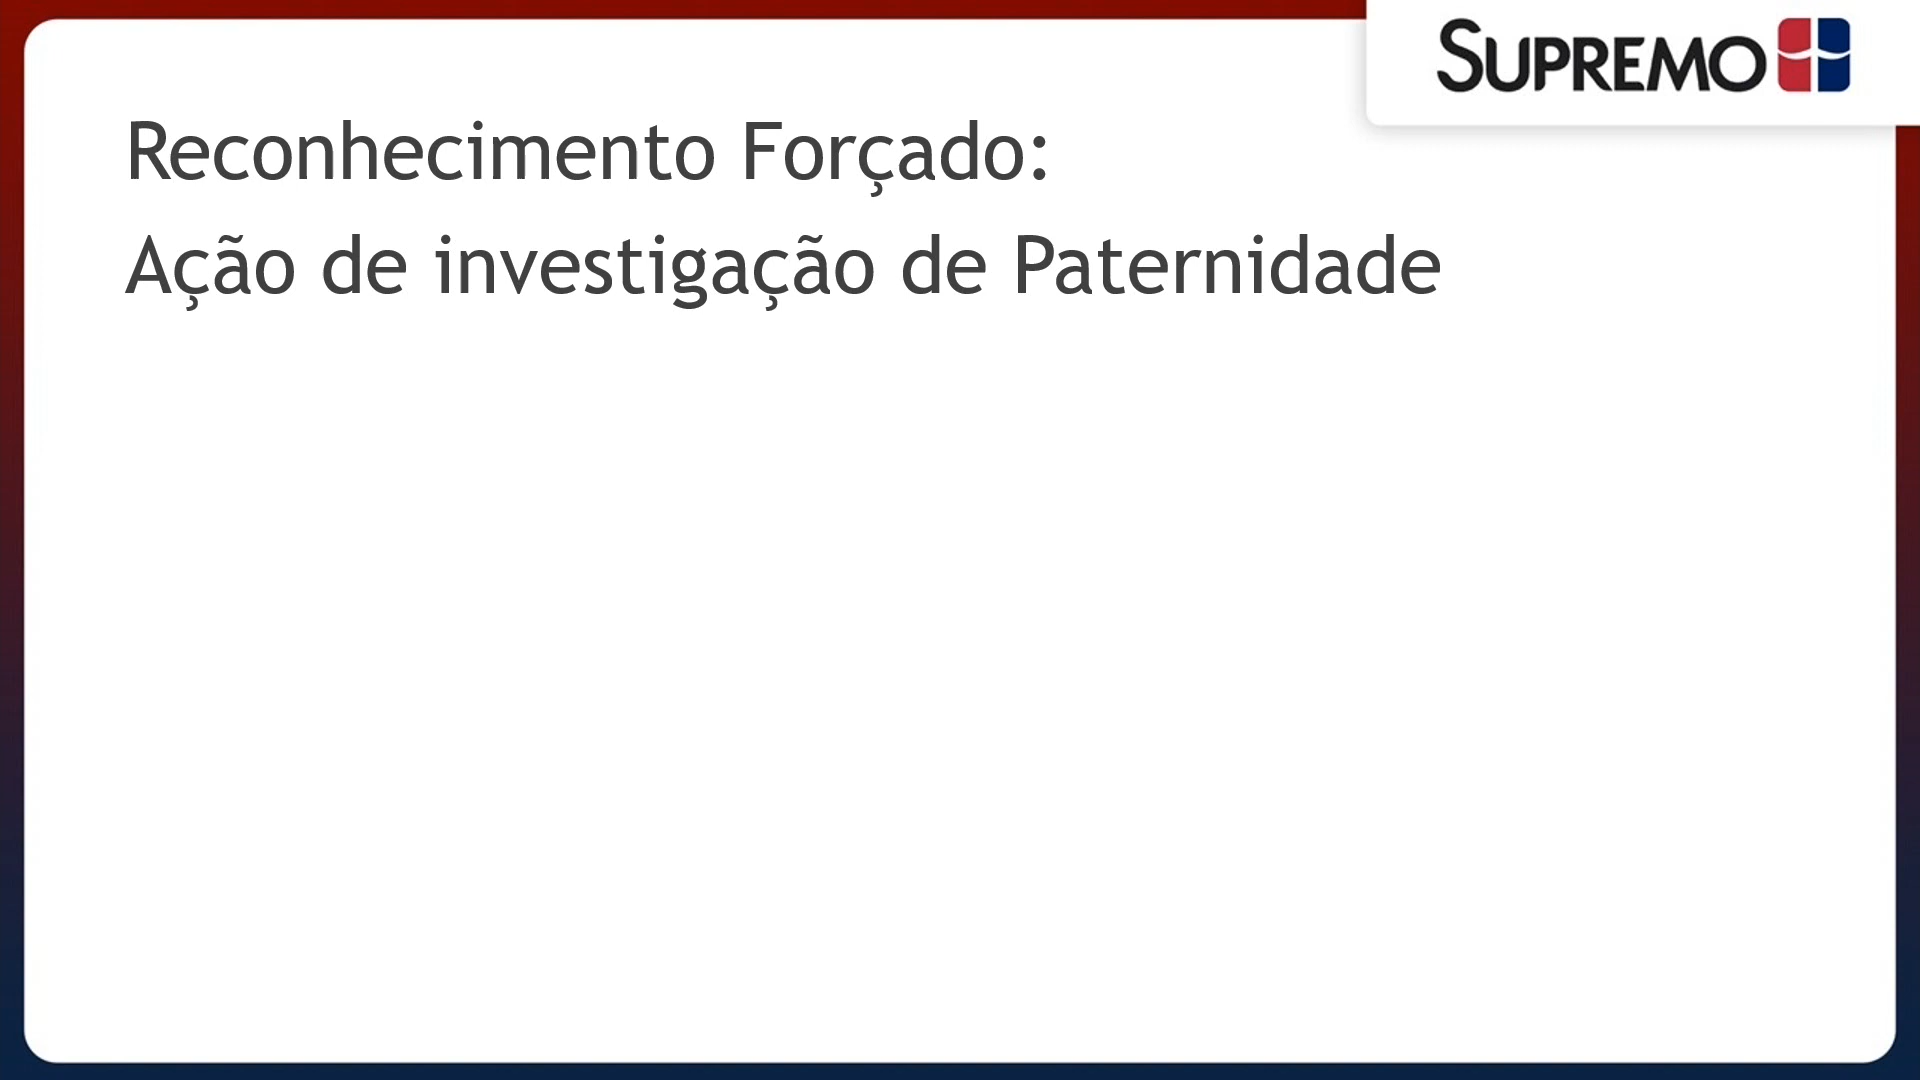 SUPREMO
Reconhecimento Forçado:
Ação de investigação de Paternidade